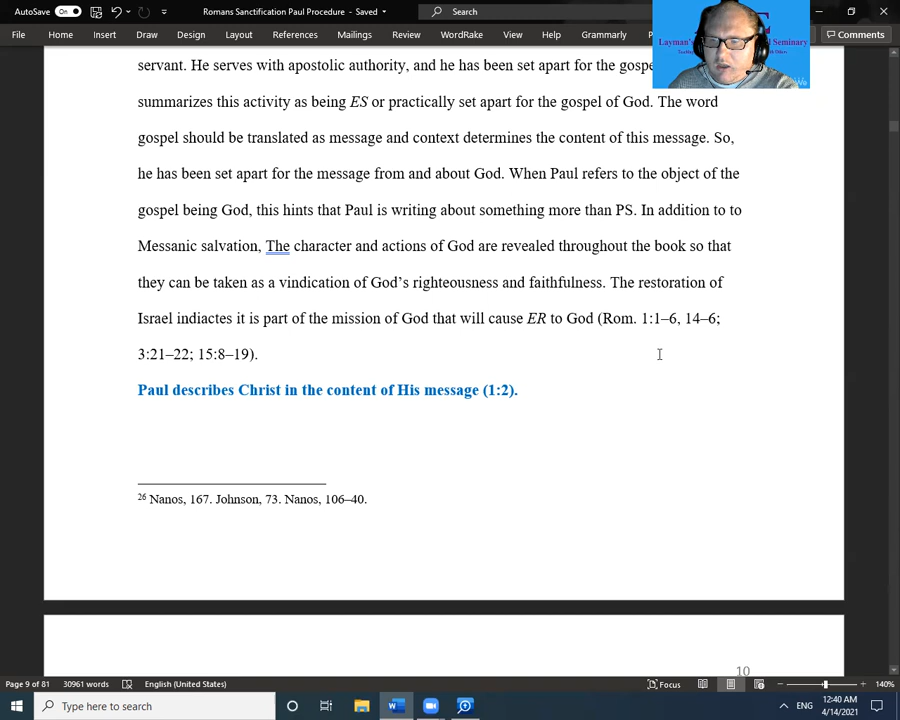 AutoSave On Romans Sanctification Paul Procedure - Saved Search
File Home Insert Draw Design Layout References Mailings Review WordRake View Help Grammarly Comments
servant. He serves with apostolic authority, and he has been set apart for the
summarizes this activity as being ES or practically set apart for the gospel of God. The word
gospel should be translated as message and context determines the content of this message. So,
he has been set apart for the message from and about God. When Paul refers to the object of the
gospel being God, this hints that Paul is writing about something more than PS. In addition to to
Messanic salvation, The character and actions of God are revealed throughout the book so that
they can be taken as a vindication of God's righteousness and faithfulness. The restoration of
Israel indiactes it is part of the mission of God that will cause ER to God (Rom. 1:1–6, 14–6;
3:21–22; 15:8–19).
Paul describes Christ in the content of His message (1:2).
26 Nanos, 167. Johnson, 73. Nanos, 106–40.
10
Page 9 of 81 30961 words English (United States) Focus 140%
Type here to search ENG 12:40 AM
4/14/2021